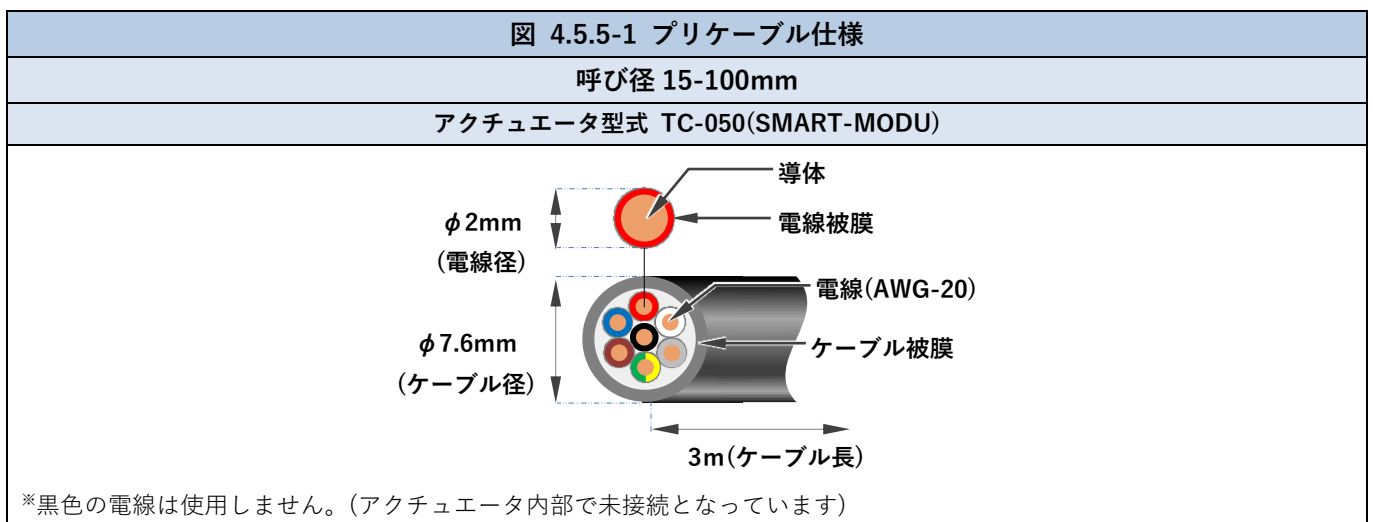 図 4.5.5-1 プリケーブル仕様
呼び径 15-100mm
アクチュエータ型式 TC-050(SMART-MODU)
導体
φ2mm
(電線径)
電線被膜
電線(AWG-20)
φ7.6mm
(ケーブル径)
ケーブル被膜
3m(ケーブル長)
※黒色の電線は使用しません。(アクチュエータ内部で未接続となっています)